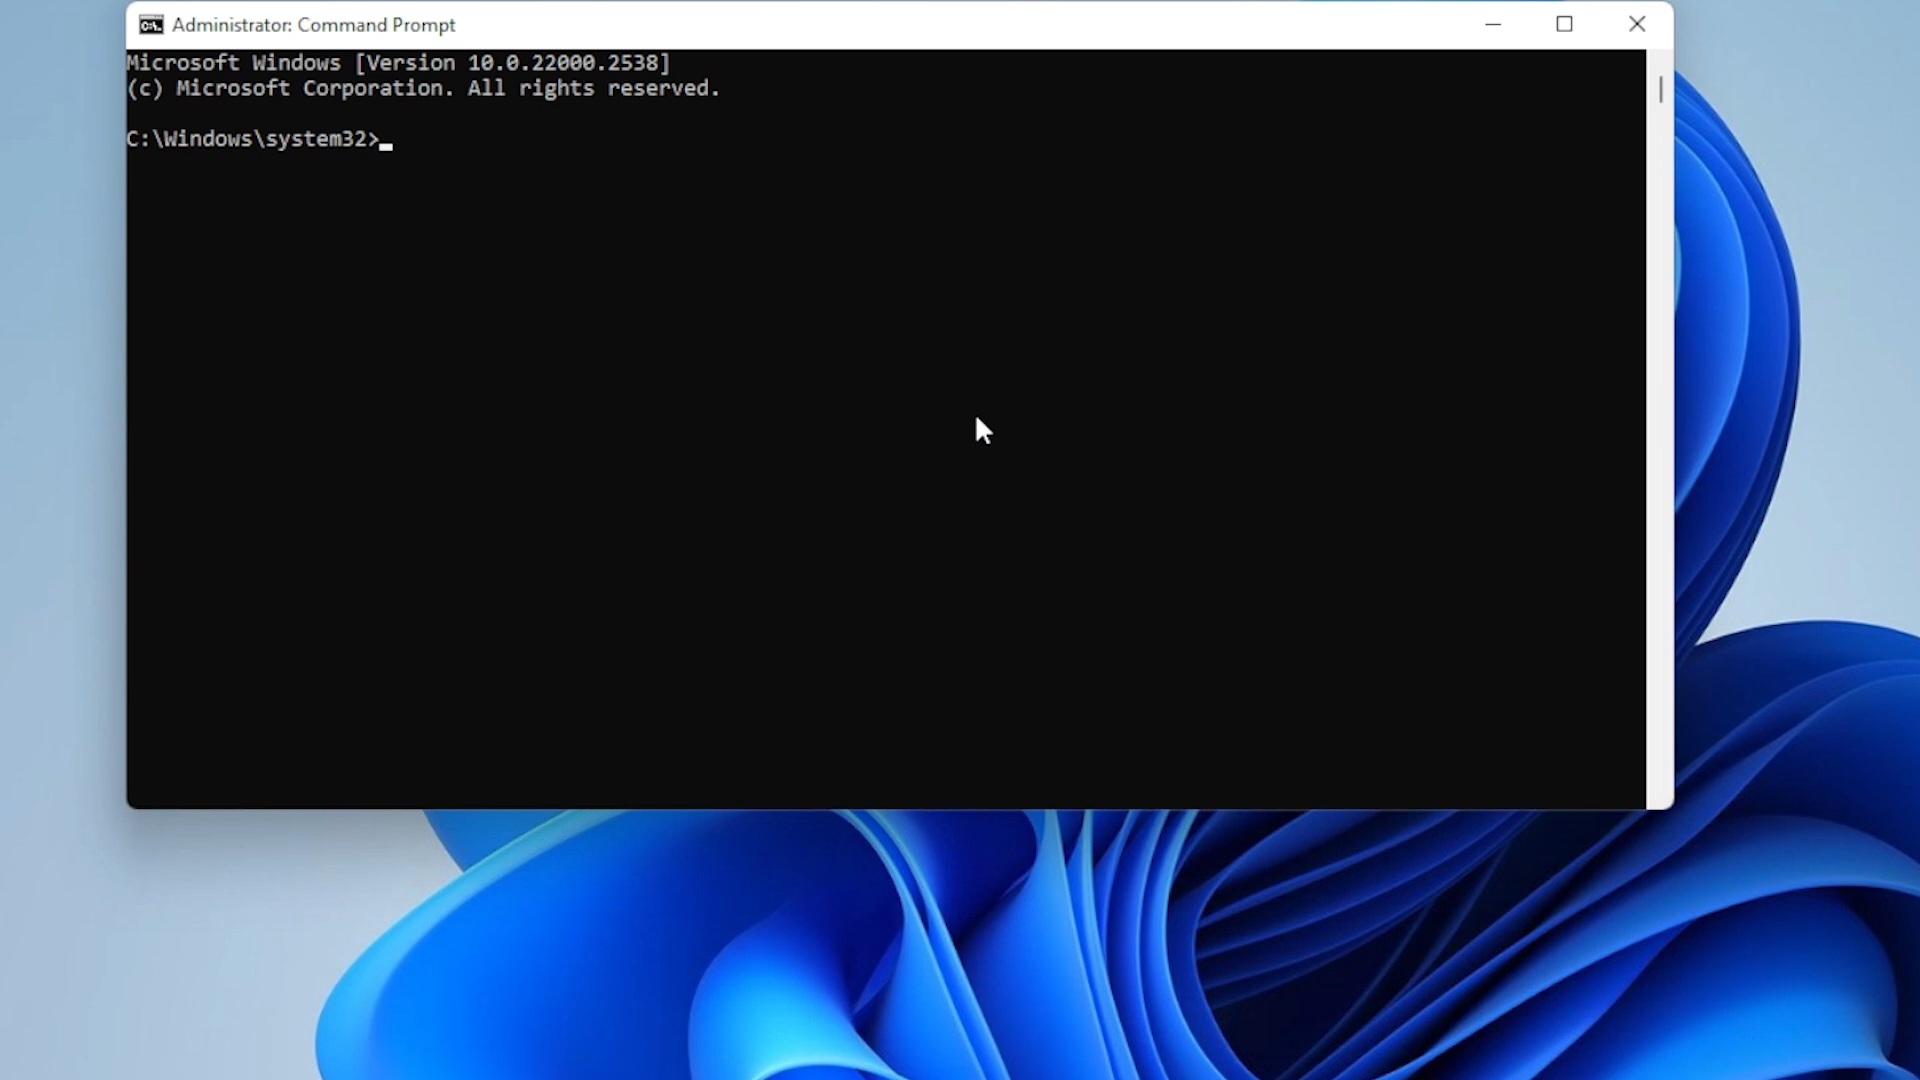 Administrator: Command Prompt
Microsoft Windows [Version 10.0.22000.2538]
(c) Microsoft Corporation. All rights reserved.
C:\Windows\system32>